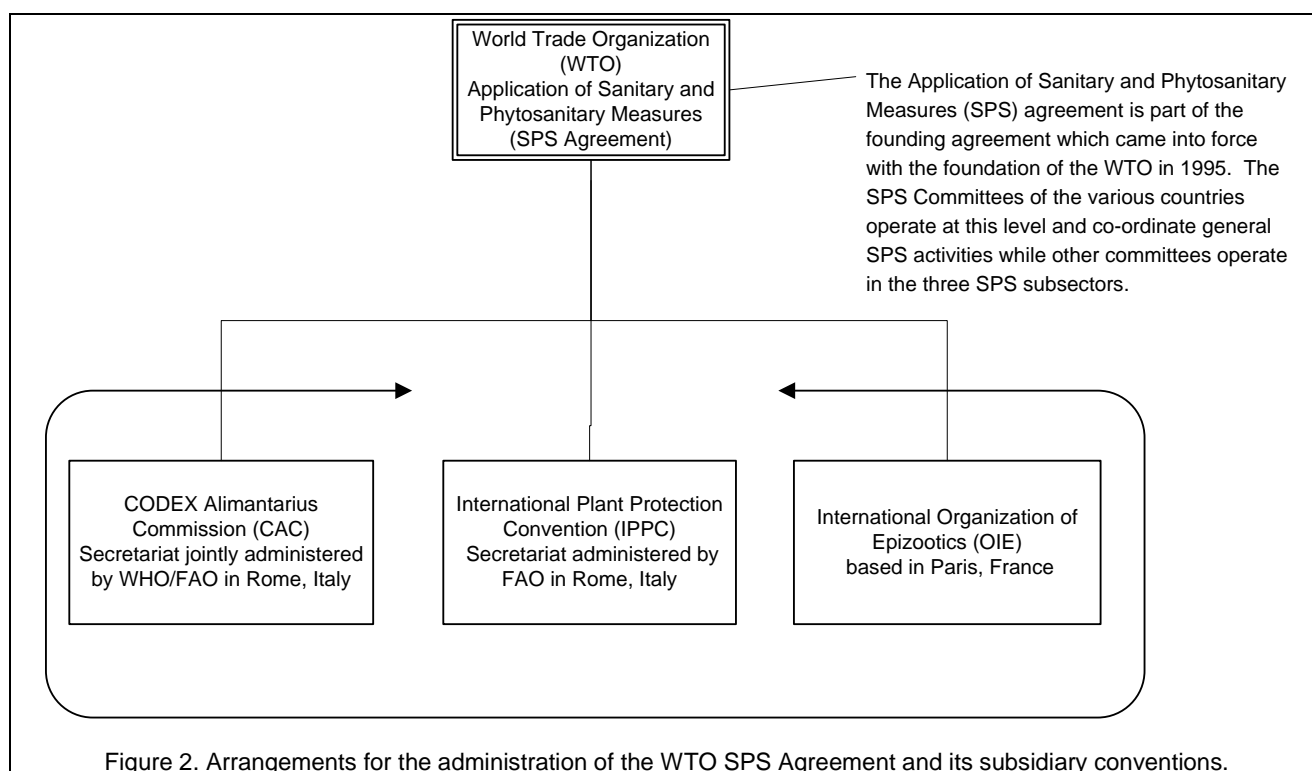 World Trade Organization
(WTO)
Application of Sanitary and
Phytosanitary Measures
(SPS Agreement)
The Application of Sanitary and Phytosanitary
Measures (SPS) agreement is part of the
founding agreement which came into force
with the foundation of the WTO in 1995. The
SPS Committees of the various countries
operate at this level and co-ordinate general
SPS activities while other committees operate
in the three SPS subsectors.
CODEX Alimantarius
Commission (CAC)
Secretariat jointly administered
by WHO/FAO in Rome, Italy
International Plant Protection
Convention (IPPC)
Secretariat administered by
FAO in Rome, Italy
International Organization of
Epizootics (OIE)
based in Paris, France
Figure 2. Arrangements for the administration of the WTO SPS Agreement and its subsidiary conventions.